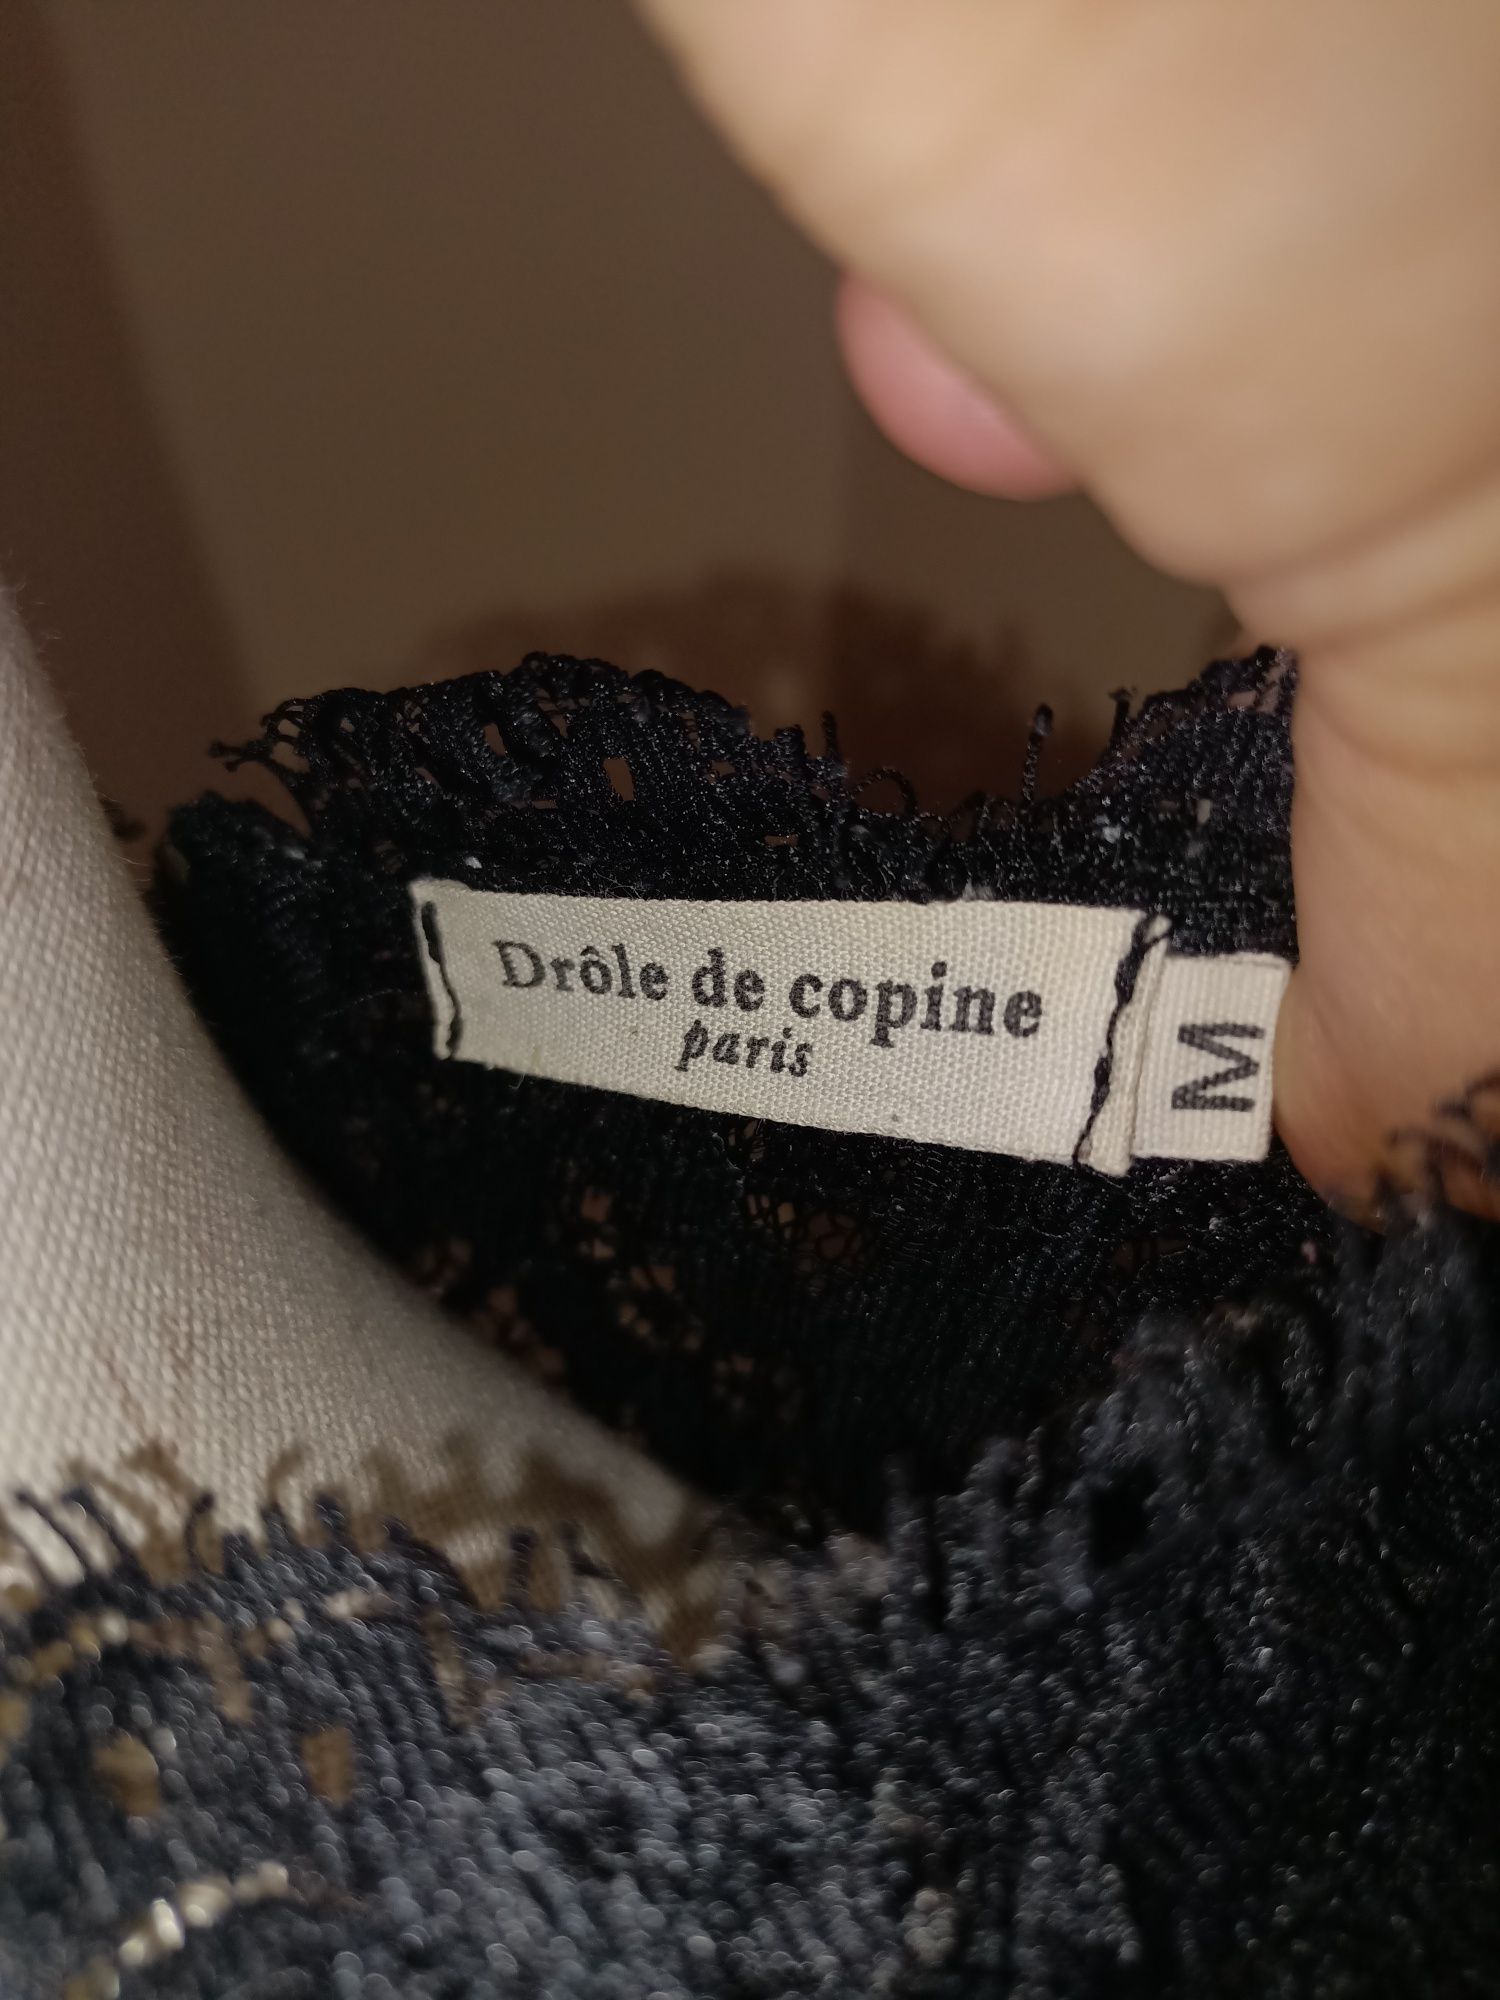 Drôle de copine
paris
M